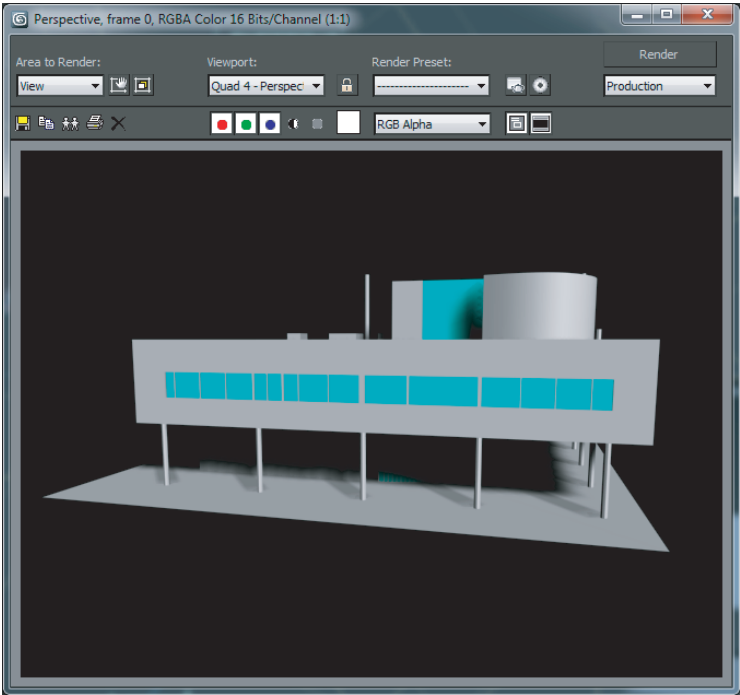 Perspective, frame 0, RGBA Color 16 Bits/Channel (1:1)
Area to Render:
Viewport:
Render Preset:
Render
View
Quad 4 - Perspec
--------------------
Production
RGB Alpha